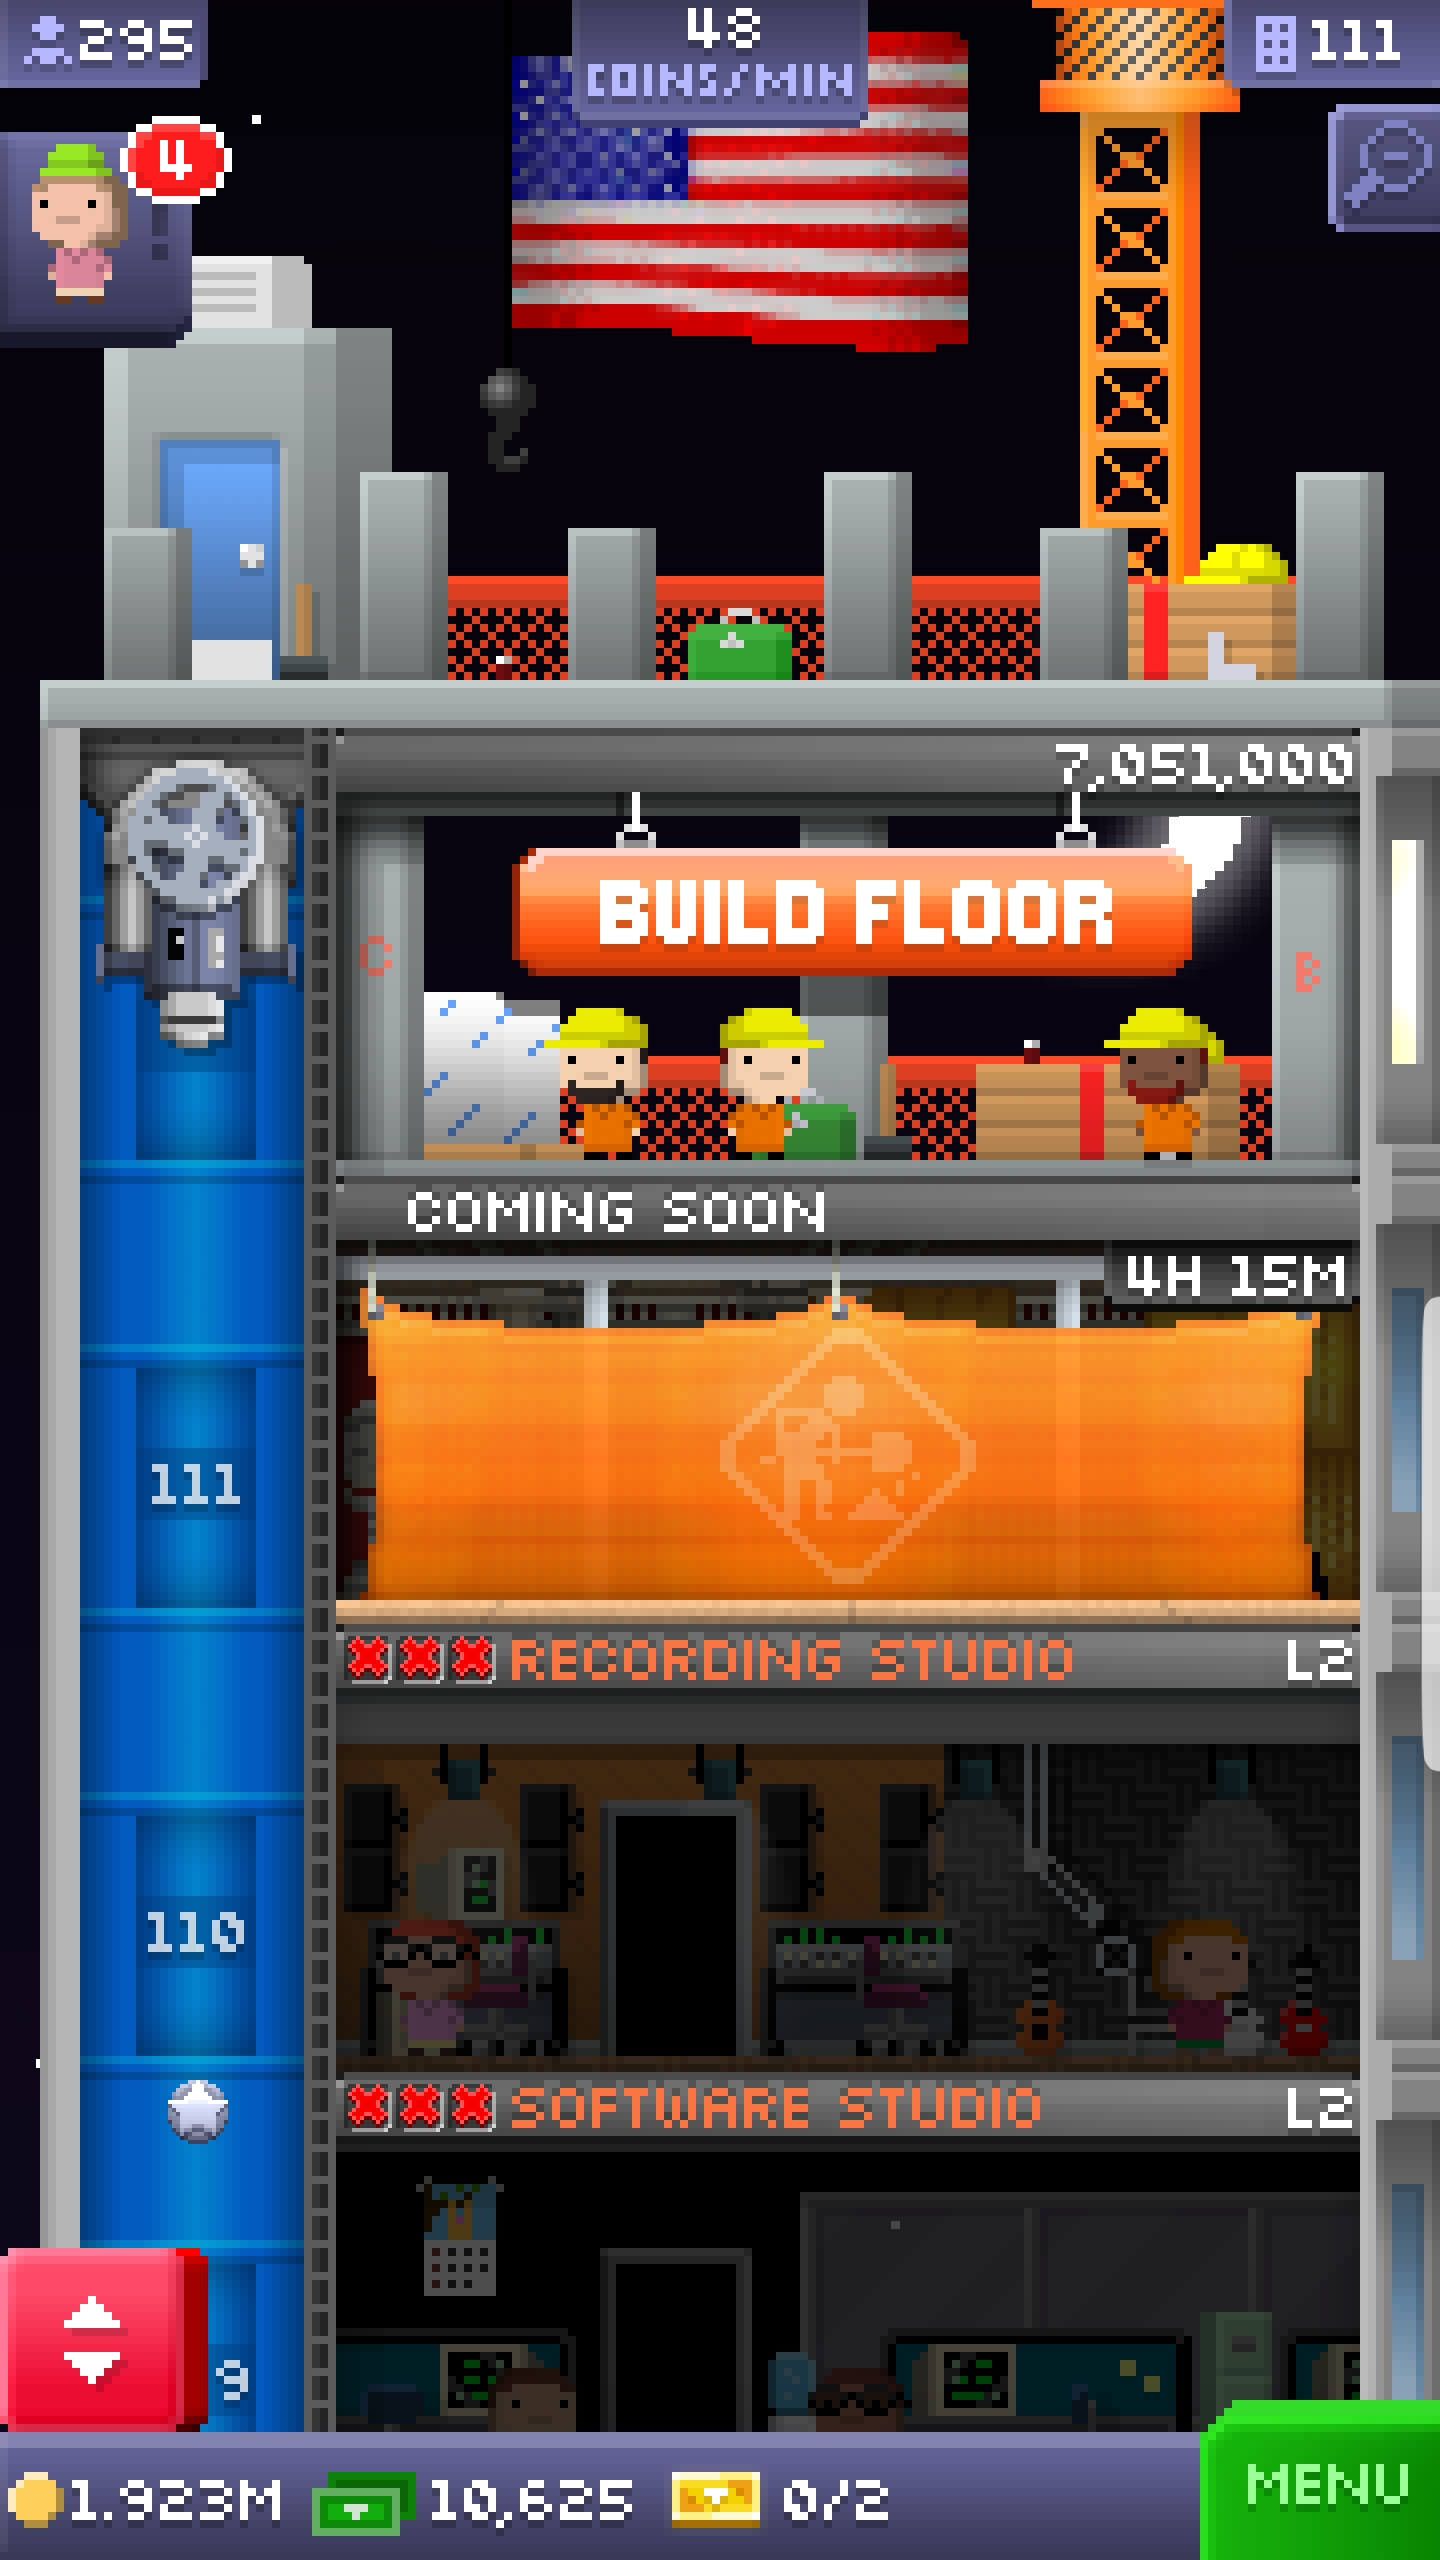 295
48
COINS/MIN
111
4
7,051,000
BUILD FLOOR
C
B
COMING SOON
4H 15M
111
RECORDING STUDIO L2
110
SOFTWARE STUDIO L2
9
1.923M 10,625 0/2
MENU